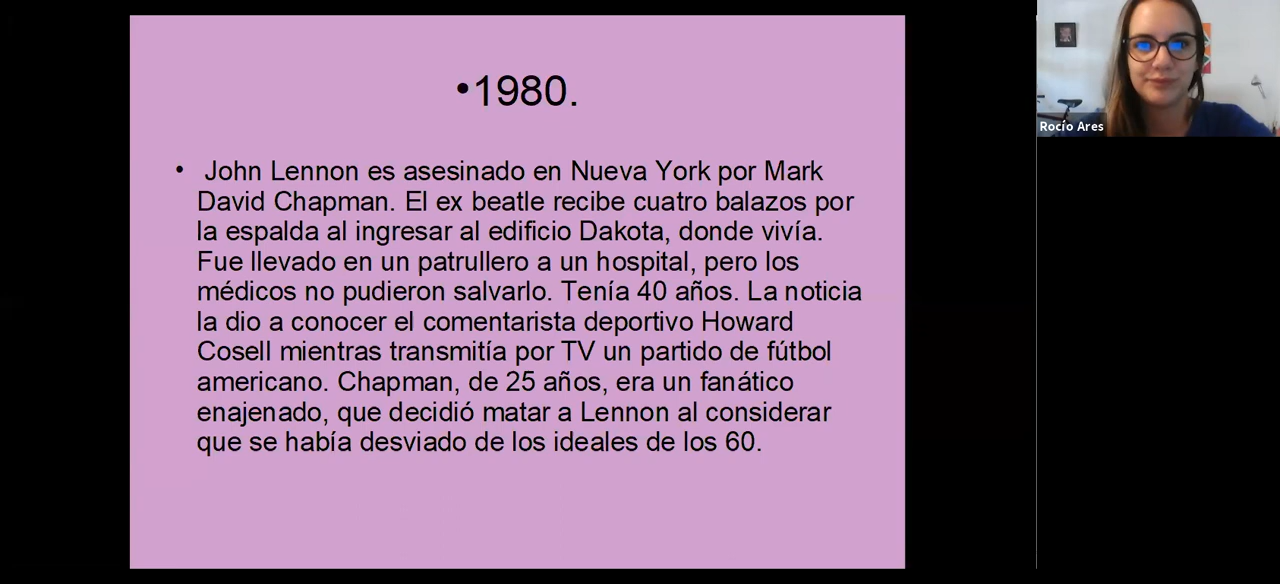 •1980.
• John Lennon es asesinado en Nueva York por Mark
David Chapman. El ex beatle recibe cuatro balazos por
la espalda al ingresar al edificio Dakota, donde vivía.
Fue llevado en un patrullero a un hospital, pero los
médicos no pudieron salvarlo. Tenía 40 años. La noticia
la dio a conocer el comentarista deportivo Howard
Cosell mientras transmitía por TV un partido de fútbol
americano. Chapman, de 25 años, era un fanático
enajenado, que decidió matar a Lennon al considerar
que se había desviado de los ideales de los 60.
Rocío Ares